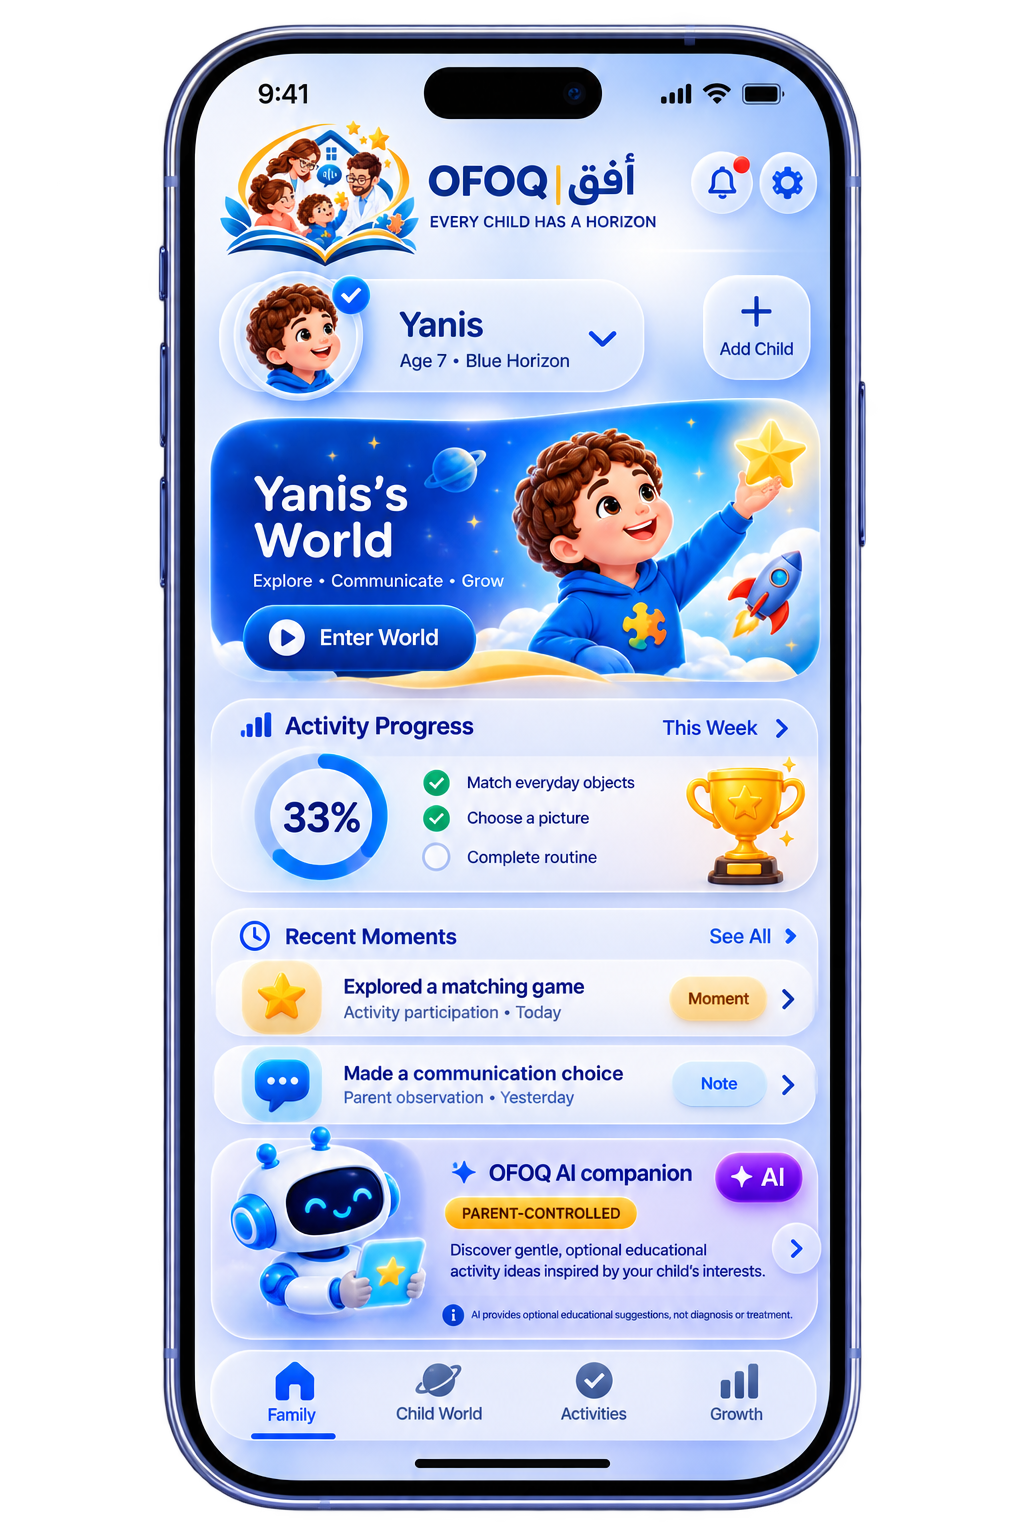 9:41
OFOQ | أفق
EVERY CHILD HAS A HORIZON
Yanis
Age 7 • Blue Horizon
Add Child
Yanis's
World
Explore • Communicate • Grow
Enter World
Activity Progress
This Week
33%
Match everyday objects
Choose a picture
Complete routine
Recent Moments
See All
Explored a matching game
Activity participation • Today
Moment
Made a communication choice
Parent observation • Yesterday
Note
OFOQ AI companion
AI
PARENT-CONTROLLED
Discover gentle, optional educational
activity ideas inspired by your child's interests.
AI provides optional educational suggestions, not diagnosis or treatment.
Family
Child World
Activities
Growth